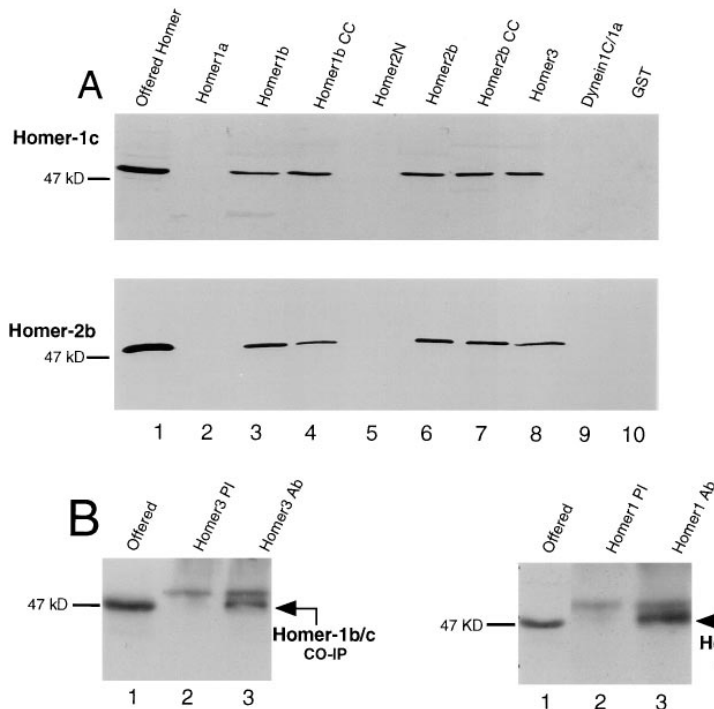 A
Offered Homer
Homer1a
Homer1b
Homer1b CC
Homer2N
Homer2b
Homer2b CC
Homer3
Dynein1C/1a
GST
Homer-1c
47 kD
Homer-2b
47 kD
1 2 3 4 5 6 7 8 9 10
B
Offered
Homer3 PI
Homer3 Ab
47 kD
Homer-1b/c
CO-IP
1 2 3
Offered
Homer1 PI
Homer1 Ab
47 KD
1 2 3